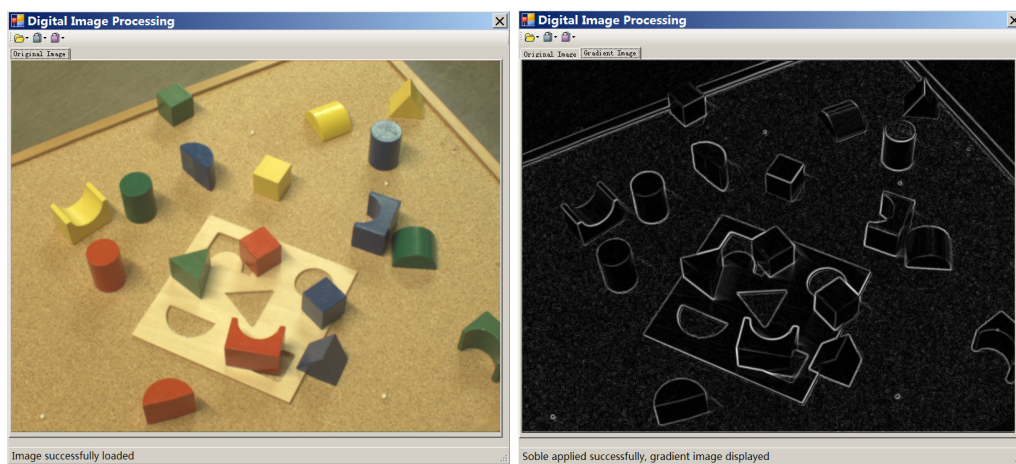 Digital Image Processing
Original Image
Image successfully loaded
Digital Image Processing
Original Image Gradient Image
Soble applied successfully, gradient image displayed